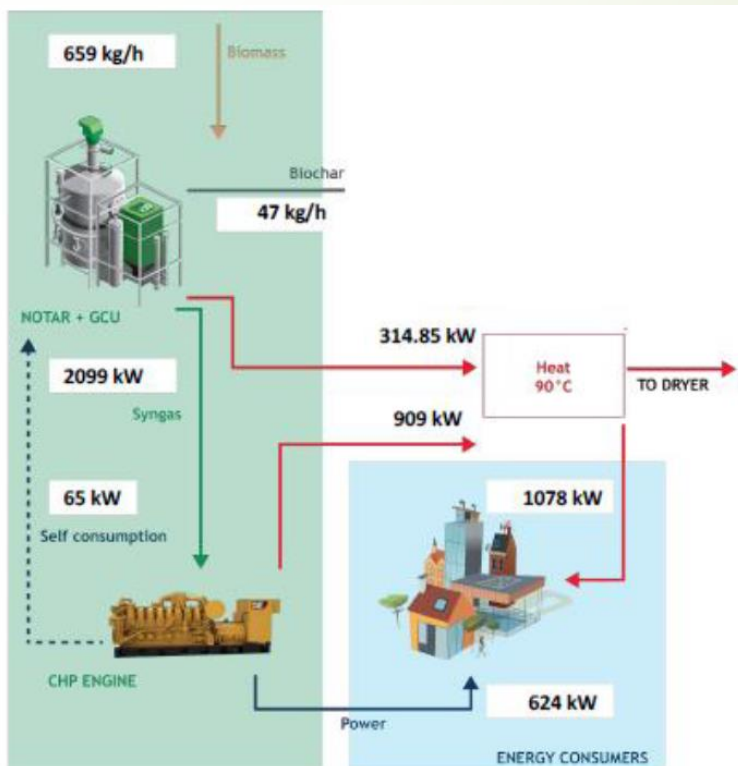 659 kg/h
Biomass
Biochar
47 kg/h
NOTAR + GCU
314.85 kW
Heat
90°C
TO DRYER
2099 kW
Syngas
909 kW
65 kW
Self consumption
1078 kW
CHP ENGINE
Power
624 kW
ENERGY CONSUMERS